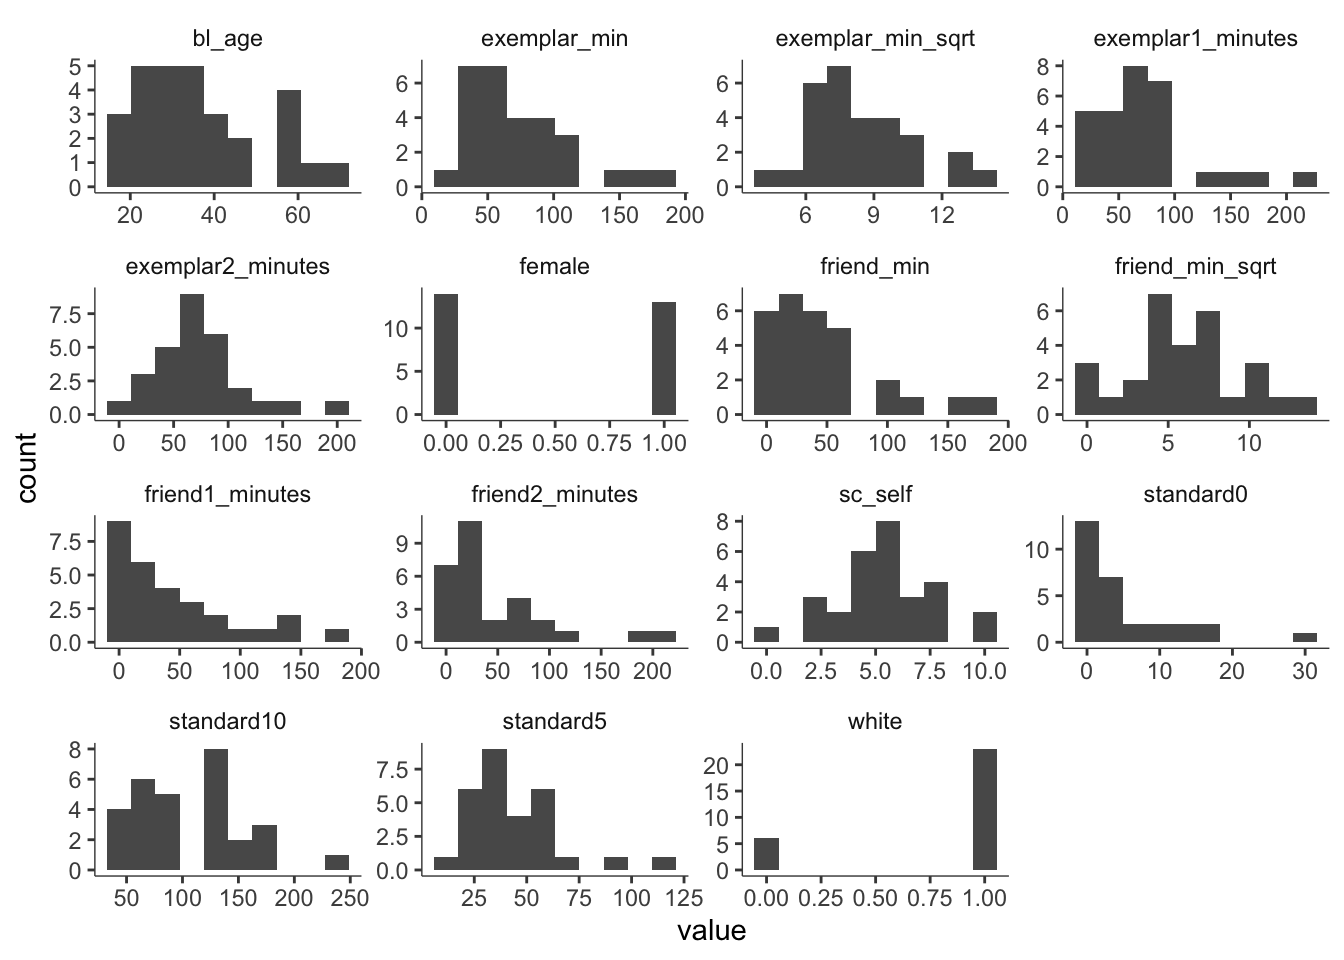 bl_age
exemplar_min
exemplar_min_sqrt
exemplar1_minutes
5
4
3
2
1
0
20 40 60
6
4
2
0
0 50 100 150 200
6
4
2
0
6 9 12
8
6
4
2
0
0 50 100 150 200
exemplar2_minutes
female
friend_min
friend_min_sqrt
7.5
5.0
2.5
0.0
0 50 100 150 200
10
5
0
0.00 0.25 0.50 0.75 1.00
6
4
2
0
0 50 100 150 200
6
4
2
0
0 5 10
count
friend1_minutes
friend2_minutes
sc_self
standard0
7.5
5.0
2.5
0.0
0 50 100 150 200
9
6
3
0
0 50 100 150 200
8
6
4
2
0
0.0 2.5 5.0 7.5 10.0
10
5
0
0 10 20 30
standard10
standard5
white
8
6
4
2
0
50 100 150 200 250
7.5
5.0
2.5
0.0
25 50 75 100 125
20
15
10
5
0
0.00 0.25 0.50 0.75 1.00
value